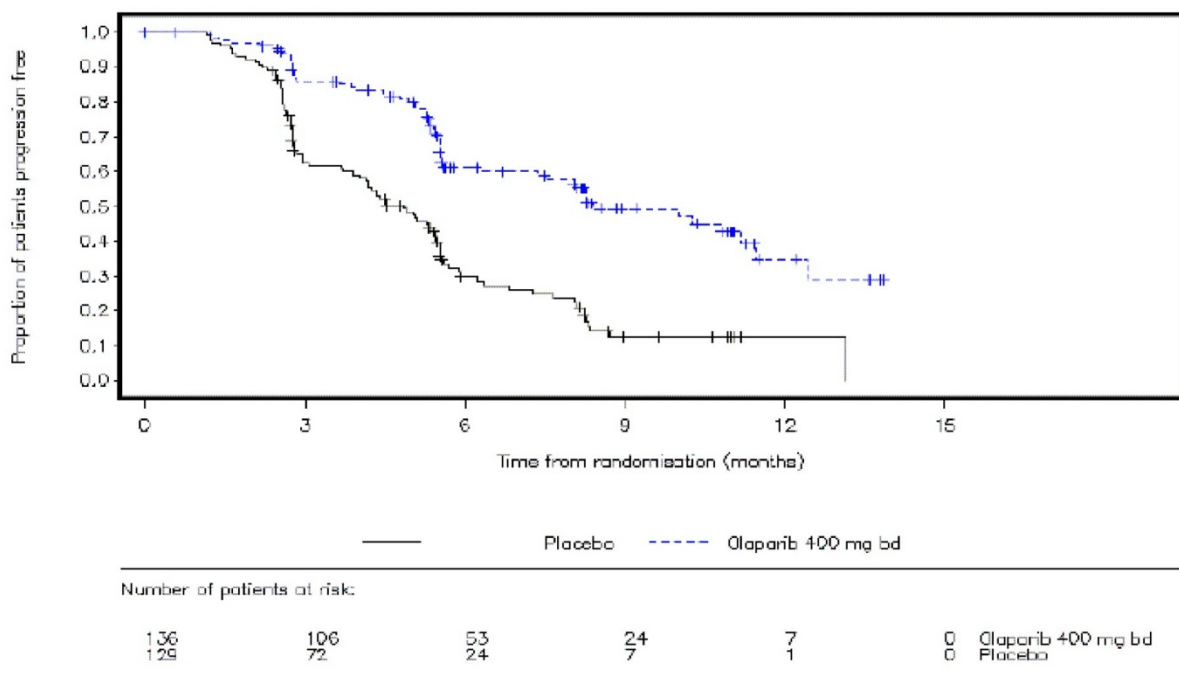 Proportion of patients progression free
1.0
0.9
0.8
0.7
0.6
0.5
0.4
0.3
0.2
0.1
0.0
0 3 6 9 12 15
Time from randomisation (months)
Placebo Olaparib 400 mg bd
Number of patients at risk:
136 106 53 24 7 0 Olaparib 400 mg bd
129 72 24 7 1 0 Placebo